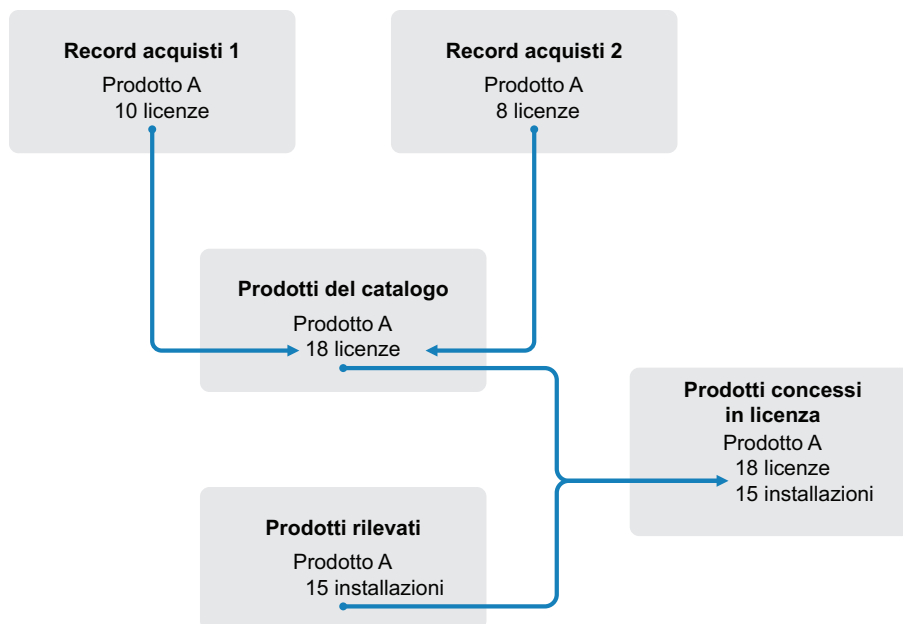 Record acquisti 1
Prodotto A
10 licenze
Record acquisti 2
Prodotto A
8 licenze
Prodotti del catalogo
Prodotto A
18 licenze
Prodotti concessi
in licenza
Prodotto A
18 licenze
15 installazioni
Prodotti rilevati
Prodotto A
15 installazioni